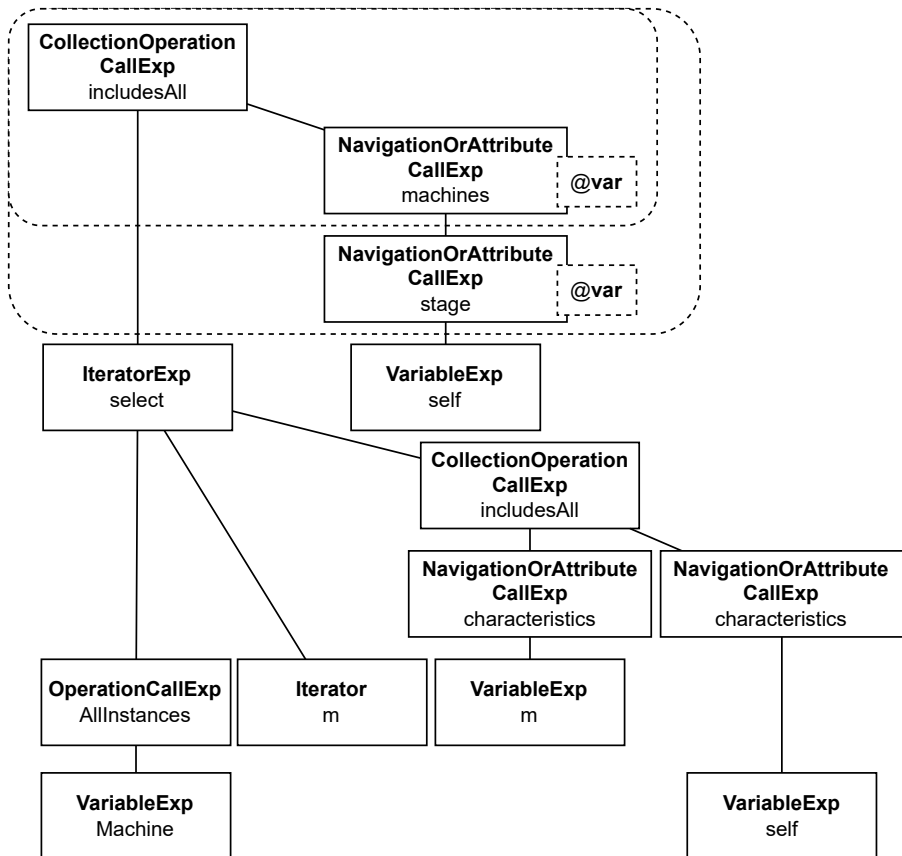 CollectionOperation
CallExp
includesAll
NavigationOrAttribute
CallExp
machines
@var
NavigationOrAttribute
CallExp
stage
@var
IteratorExp
select
VariableExp
self
CollectionOperation
CallExp
includesAll
NavigationOrAttribute
CallExp
characteristics
NavigationOrAttribute
CallExp
characteristics
OperationCallExp
AllInstances
Iterator
m
VariableExp
m
VariableExp
Machine
VariableExp
self